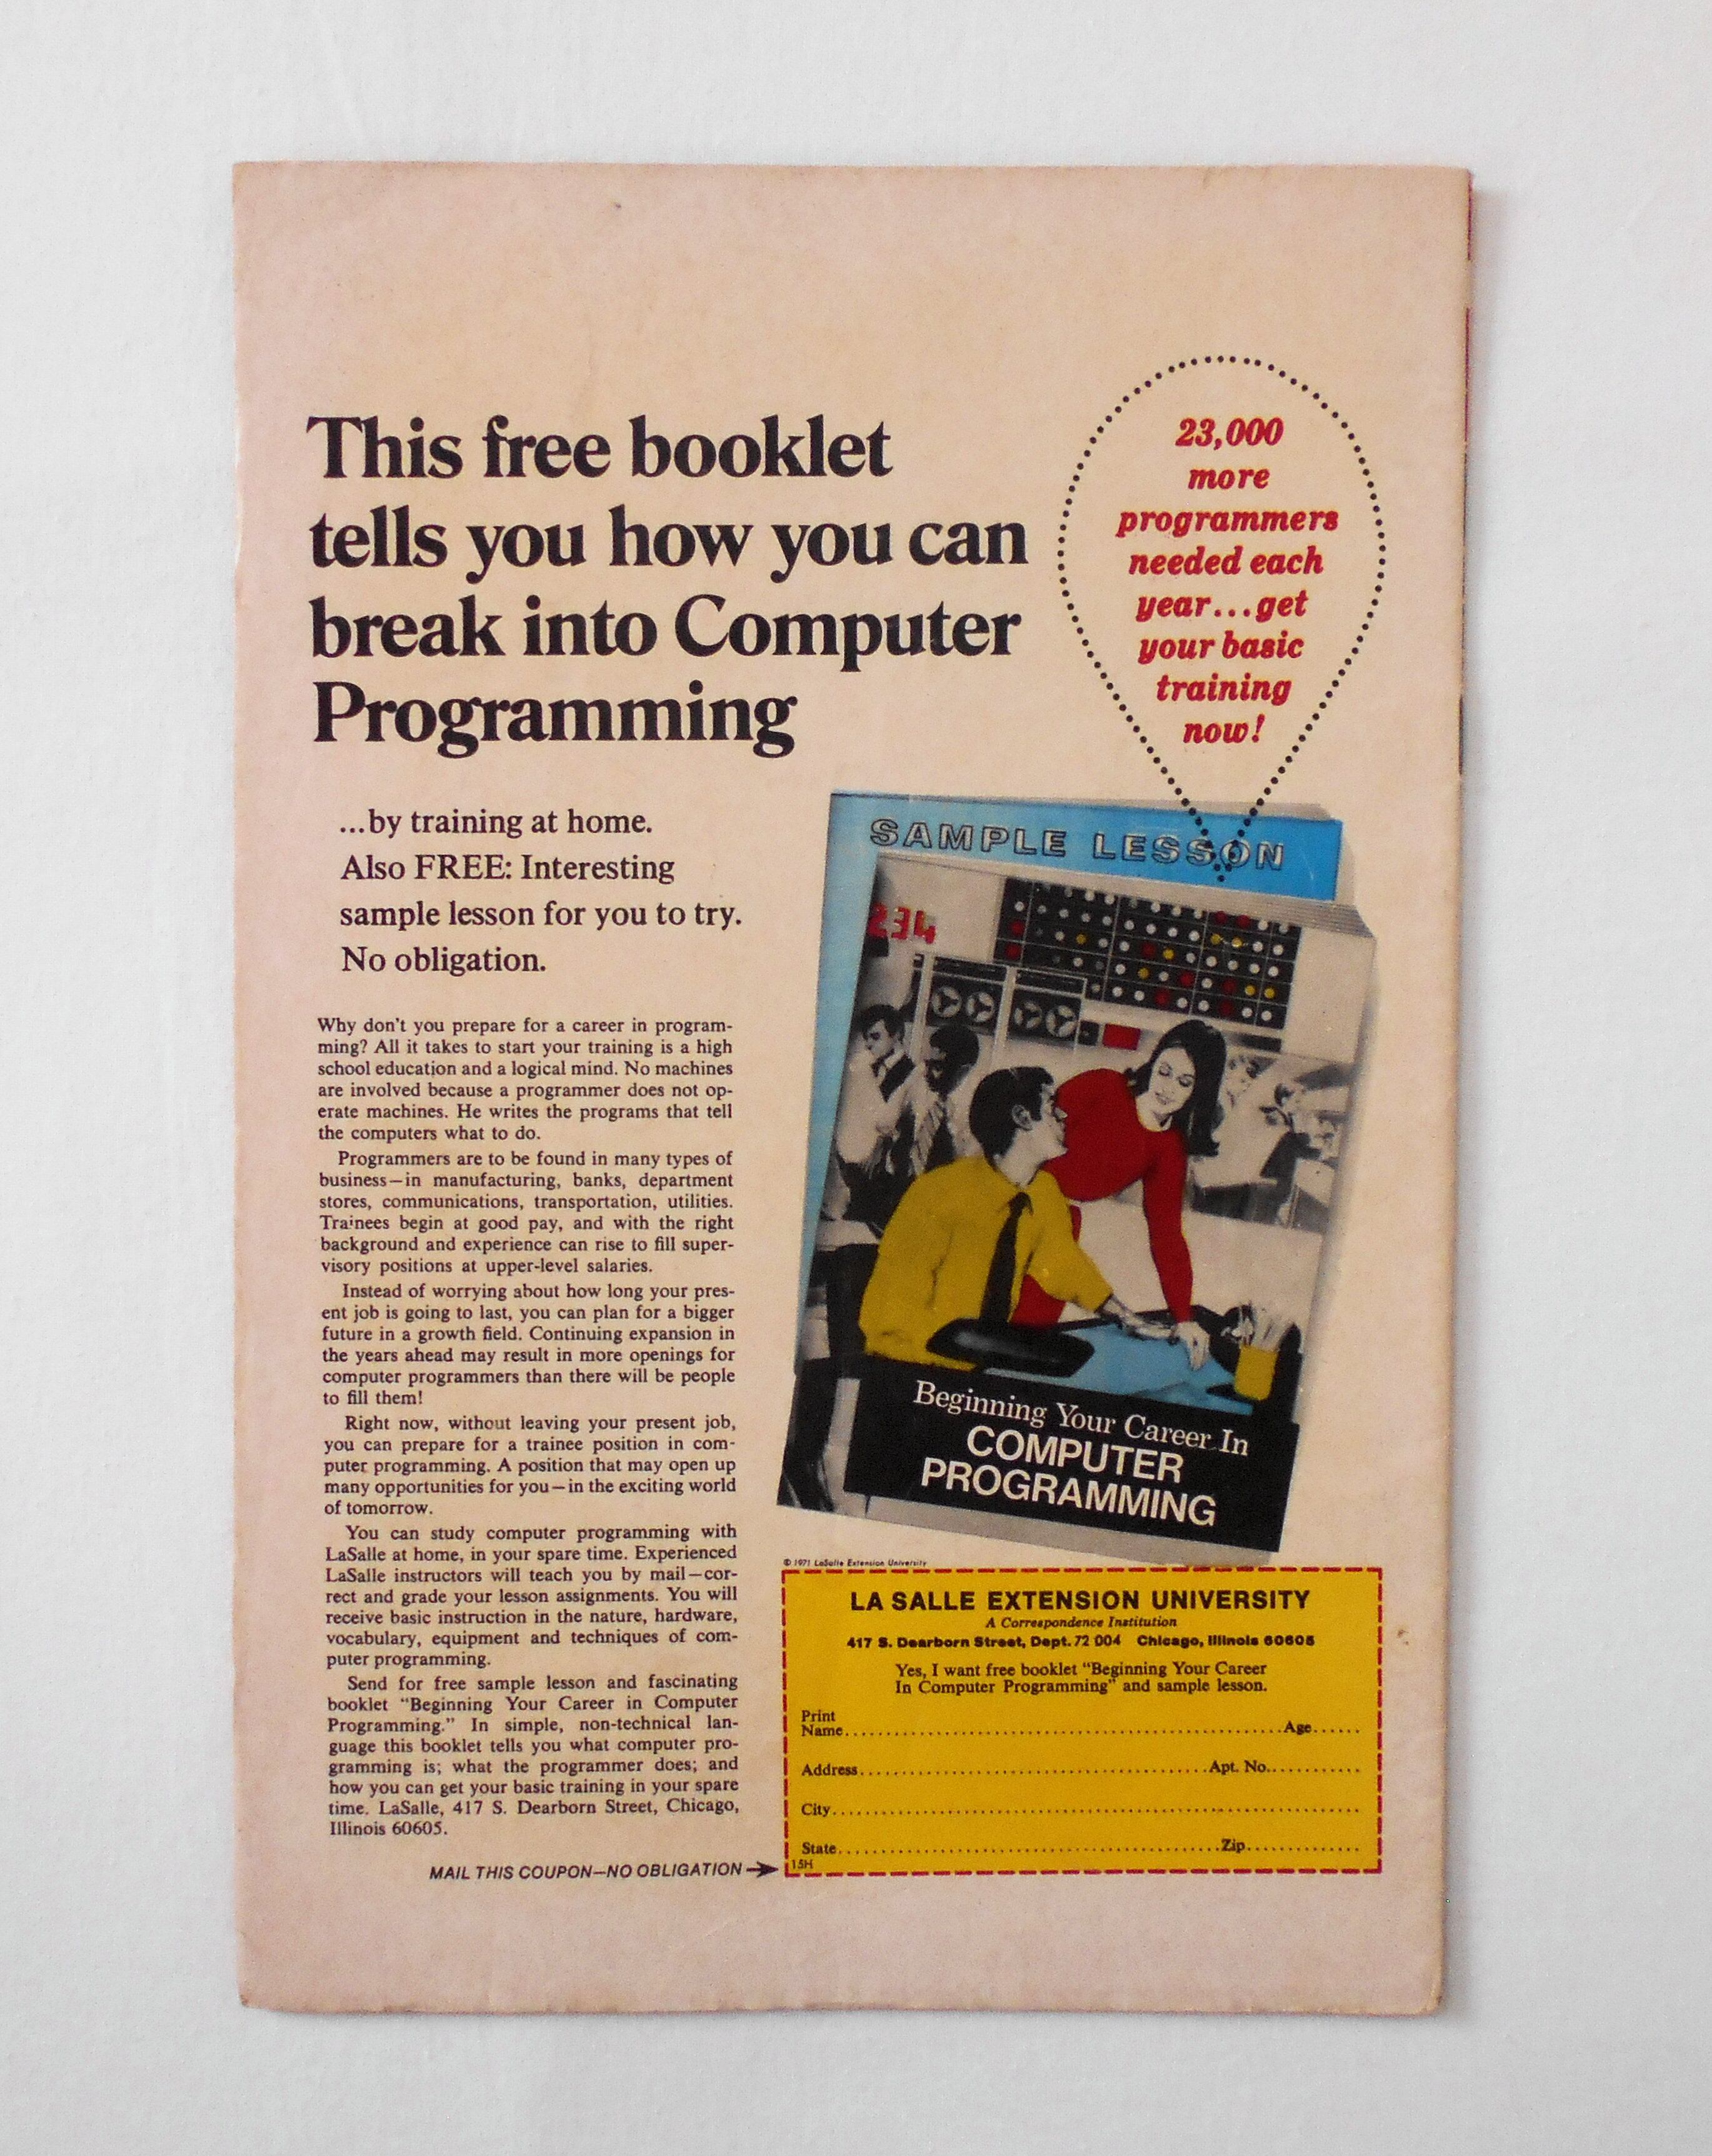 This free booklet
tells you how you can
break into Computer
Programming
23,000
more
programmers
needed each
year...get
your basic
training
now!
...by training at home.
Also FREE: Interesting
sample lesson for you to try.
No obligation.
Why don't you prepare for a career in program-
ming? All it takes to start your training is a high
school education and a logical mind. No machines
are involved because a programmer does not op-
erate machines. He writes the programs that tell
the computers what to do.
Programmers are to be found in many types of
business—in manufacturing, banks, department
stores, communications, transportation, utilities.
Trainees begin at good pay, and with the right
background and experience can rise to fill super-
visory positions at upper-level salaries.
Instead of worrying about how long your pres-
ent job is going to last, you can plan for a bigger
future in a growth field. Continuing expansion in
the years ahead may result in more openings for
computer programmers than there will be people
to fill them!
Right now, without leaving your present job,
you can prepare for a trainee position in com-
puter programming. A position that may open up
many opportunities for you—in the exciting world
of tomorrow.
You can study computer programming with
LaSalle at home, in your spare time. Experienced
LaSalle instructors will teach you by mail—cor-
rect and grade your lesson assignments. You will
receive basic instruction in the nature, hardware,
vocabulary, equipment and techniques of com-
puter programming.
Send for free sample lesson and fascinating
booklet "Beginning Your Career in Computer
Programming." In simple, non-technical lan-
guage this booklet tells you what computer pro-
gramming is; what the programmer does; and
how you can get your basic training in your spare
time. LaSalle, 417 S. Dearborn Street, Chicago,
Illinois 60605.
MAIL THIS COUPON—NO OBLIGATION
SAMPLE LESSON
234
Beginning Your Career In
COMPUTER
PROGRAMMING
© 1971 LaSalle Extension University
LA SALLE EXTENSION UNIVERSITY
A Correspondence Institution
417 S. Dearborn Street, Dept. 72 004 Chicago, Illinois 60605
Yes, I want free booklet "Beginning Your Career
In Computer Programming" and sample lesson.
Print
Name..........Age......
Address..........Apt. No..........
City..........
State..........Zip..........
15H